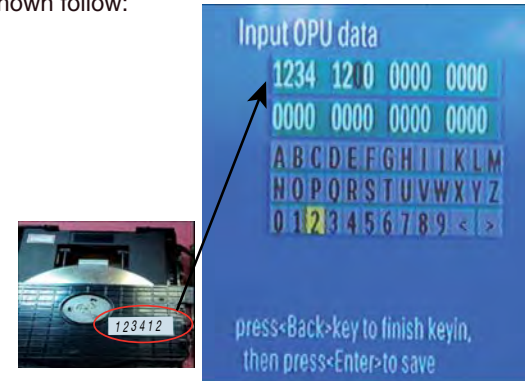 hown follow:
Input OPU data
1234 1200 0000 0000
0000 0000 0000 0000
A B C D E F G H I J K L M
N O P Q R S T U V W X Y Z
0 1 2 3 4 5 6 7 8 9 < >
123412
press<Back>key to finish keyin,
then press<Enter>to save